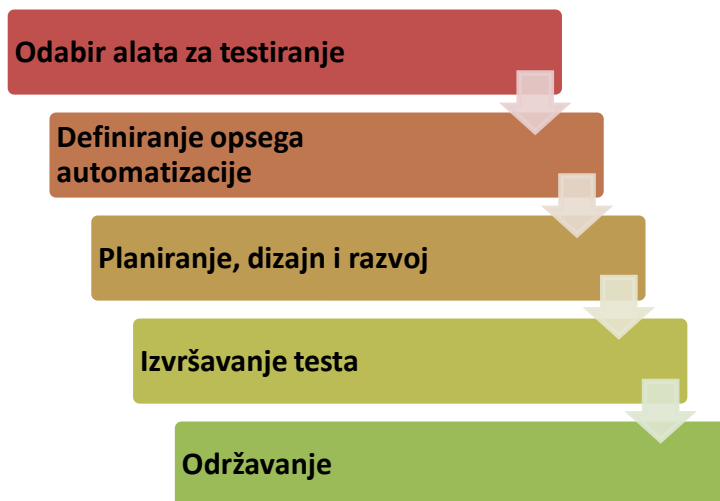 Odabir alata za testiranje
Definiranje opsega
automatizacije
Planiranje, dizajn i razvoj
Izvršavanje testa
Održavanje